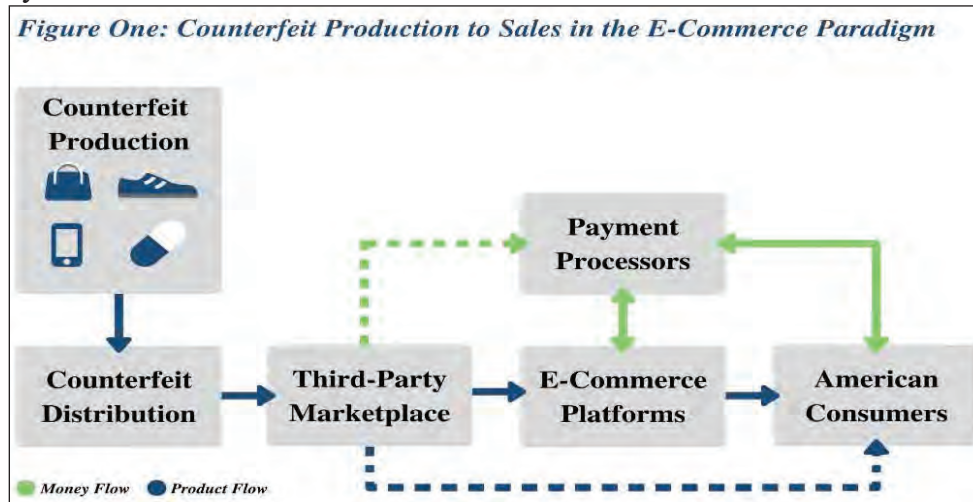 Figure One: Counterfeit Production to Sales in the E-Commerce Paradigm
Counterfeit
Production
Payment
Processors
Counterfeit
Distribution
Third-Party
Marketplace
E-Commerce
Platforms
American
Consumers
Money Flow
Product Flow